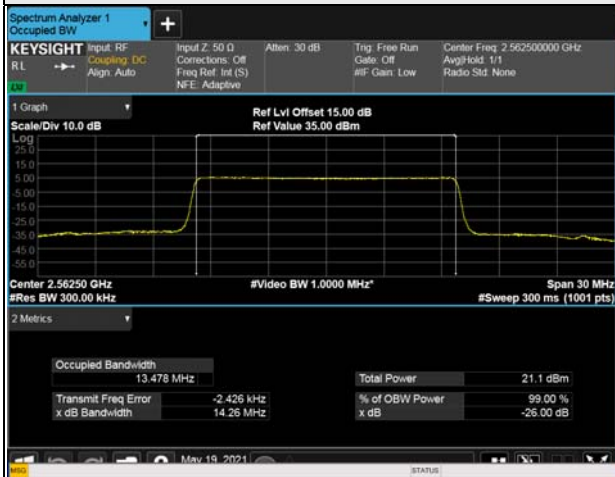 Spectrum Analyzer 1
Occupied BW
KEYSIGHT
RL
Input: RF
Coupling: DC
Align: Auto
Input Z: 50 Ω
Corrections: Off
Freq Ref: Int (S)
NFE: Adaptive
Atten: 30 dB
Trig: Free Run
Gate: Off
#IF Gain: Low
Center Freq: 2.562500000 GHz
Avg|Hold: 1/1
Radio Std: None
1 Graph
Scale/Div 10.0 dB
Ref Lvl Offset 15.00 dB
Ref Value 35.00 dBm
Log
25.0
15.0
5.00
-5.00
-15.0
-25.0
-35.0
-45.0
-55.0
Center 2.56250 GHz
#Res BW 300.00 kHz
#Video BW 1.0000 MHz*
Span 30 MHz
#Sweep 300 ms (1001 pts)
2 Metrics
Occupied Bandwidth
13.478 MHz
Transmit Freq Error -2.426 kHz
x dB Bandwidth 14.26 MHz
Total Power 21.1 dBm
% of OBW Power 99.00 %
x dB -26.00 dB
May 19, 2021
MSG
STATUS